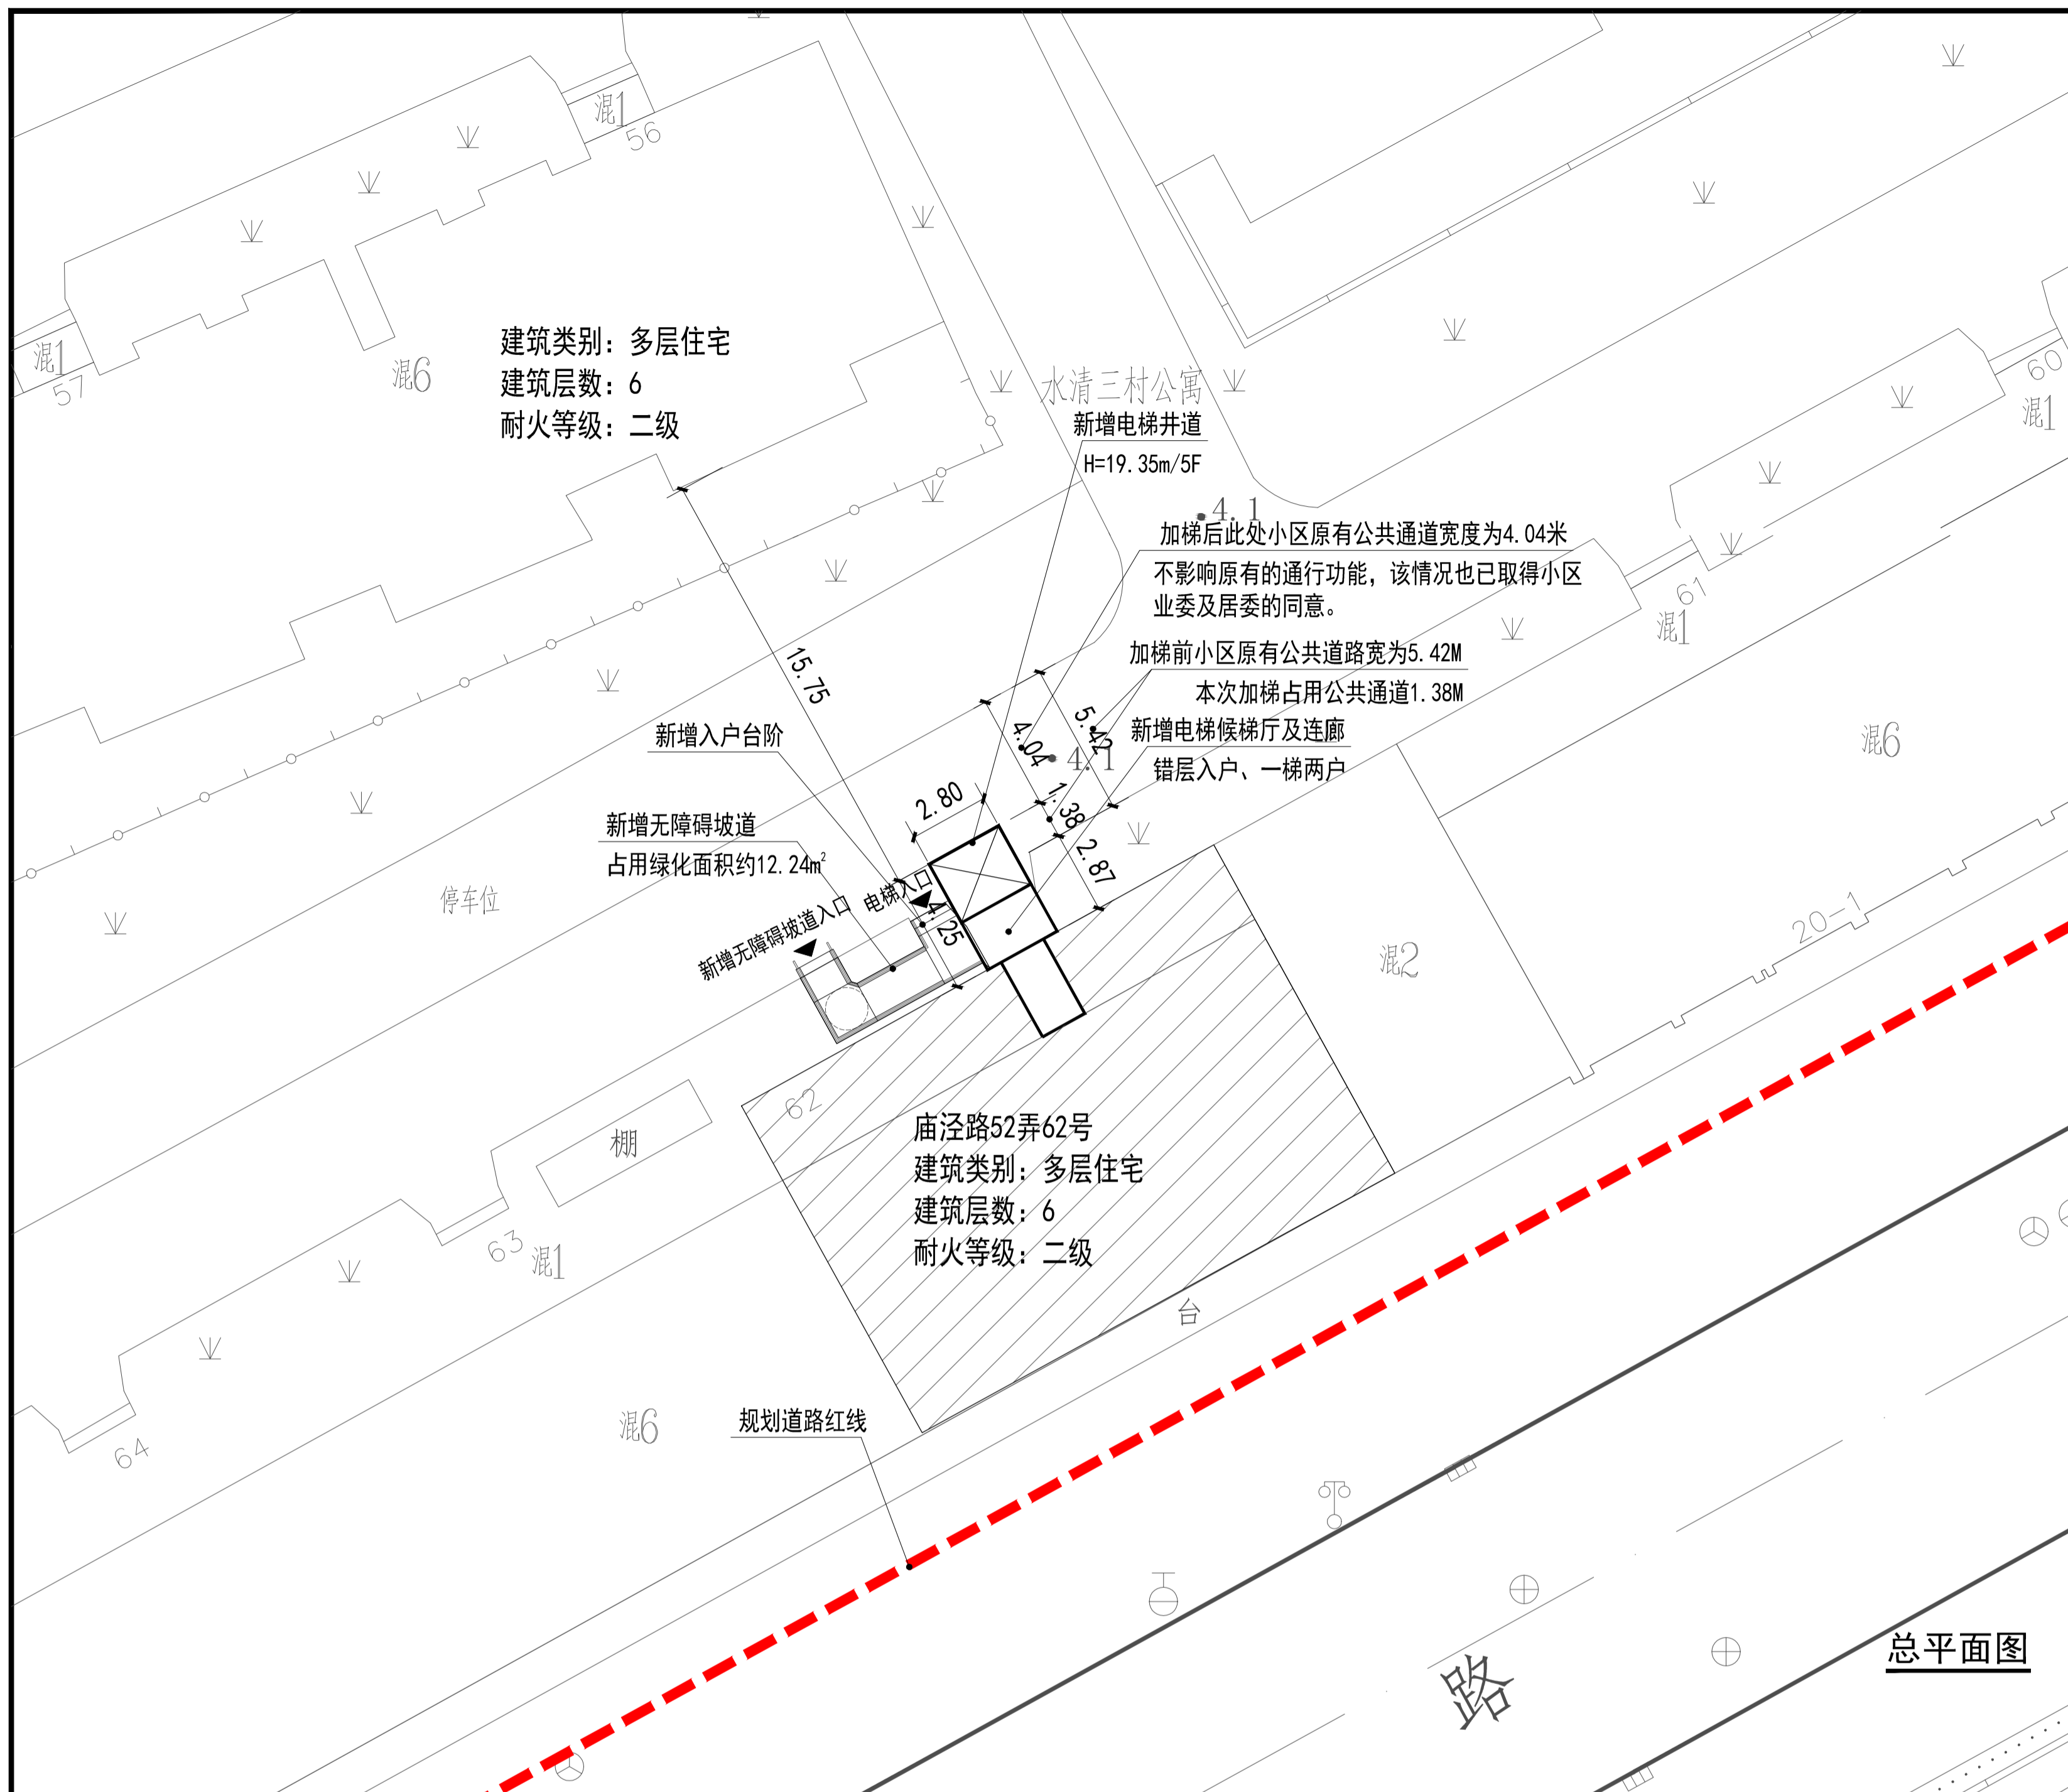 混1
56
混1
57
混6
建筑类别：多层住宅
建筑层数：6
耐火等级：二级
水清三村公寓
新增电梯井道
H=19.35m/5F
60
混1
4.1
加梯后此处小区原有公共通道宽度为4.04米
不影响原有的通行功能，该情况也已取得小区
业委及居委的同意。
61
混1
加梯前小区原有公共道路宽为5.42M
本次加梯占用公共通道1.38M
15.75
新增入户台阶
5.42
4.04
4.1
新增电梯候梯厅及连廊
错层入户、一梯两户
混6
2.80
1.38
2.87
新增无障碍坡道
占用绿化面积约12.24m²
停车位
新增无障碍坡道入口
电梯入口
4.25
20-1
混2
62
棚
庙泾路52弄62号
建筑类别：多层住宅
建筑层数：6
耐火等级：二级
63
混1
台
64
混6
规划道路红线
路
总平面图